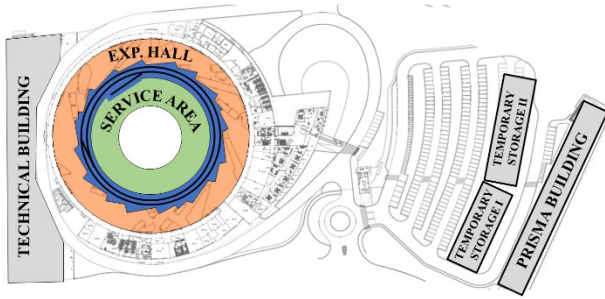 TECHNICAL BUILDING
EXP. HALL
SERVICE AREA
TEMPORARY
STORAGE II
TEMPORARY
STORAGE I
PRISMA BUILDING